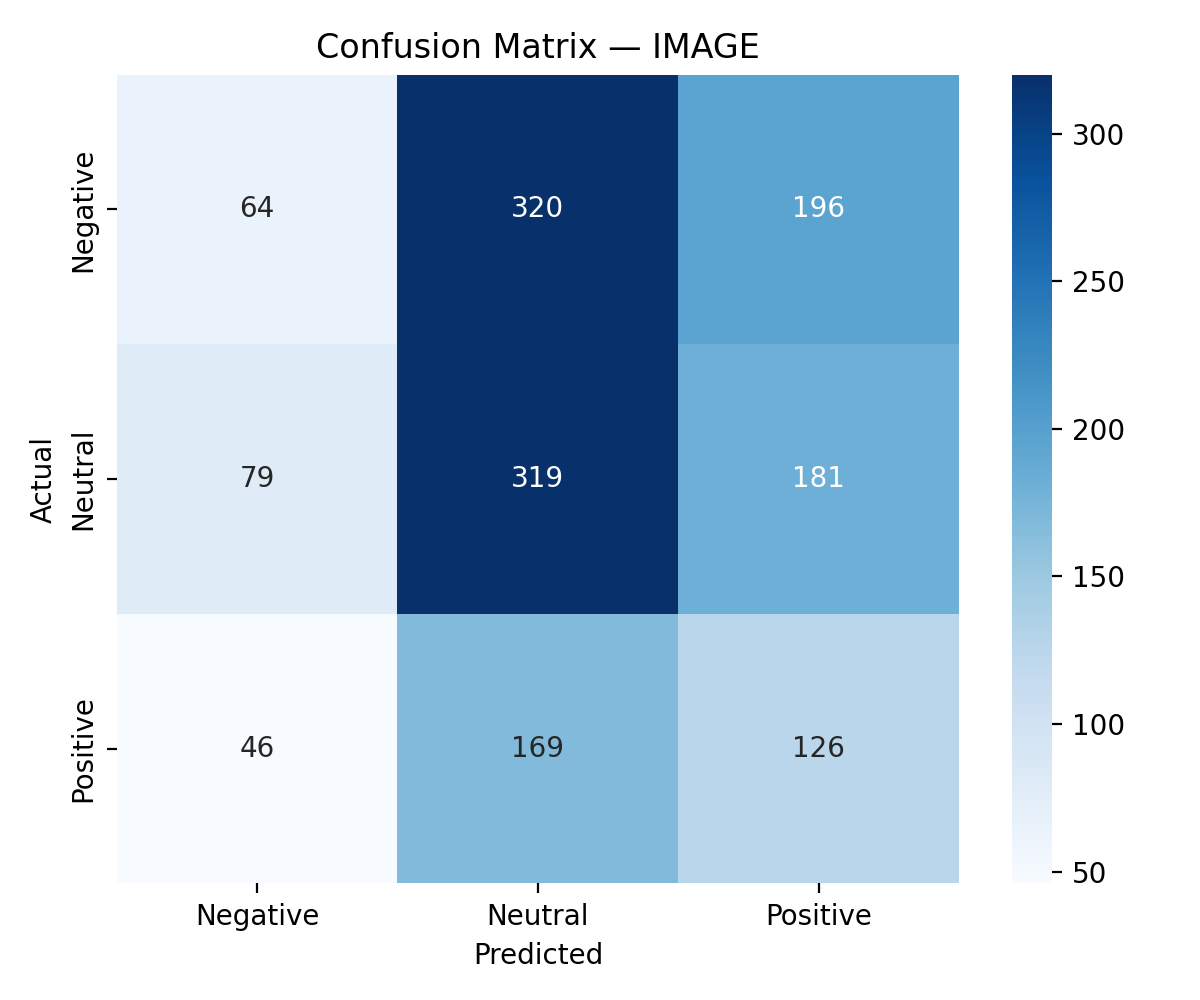 Confusion Matrix — IMAGE
Negative
64
320
196
Actual
Neutral
79
319
181
Positive
46
169
126
Negative
Neutral
Positive
Predicted
300
250
200
150
100
50